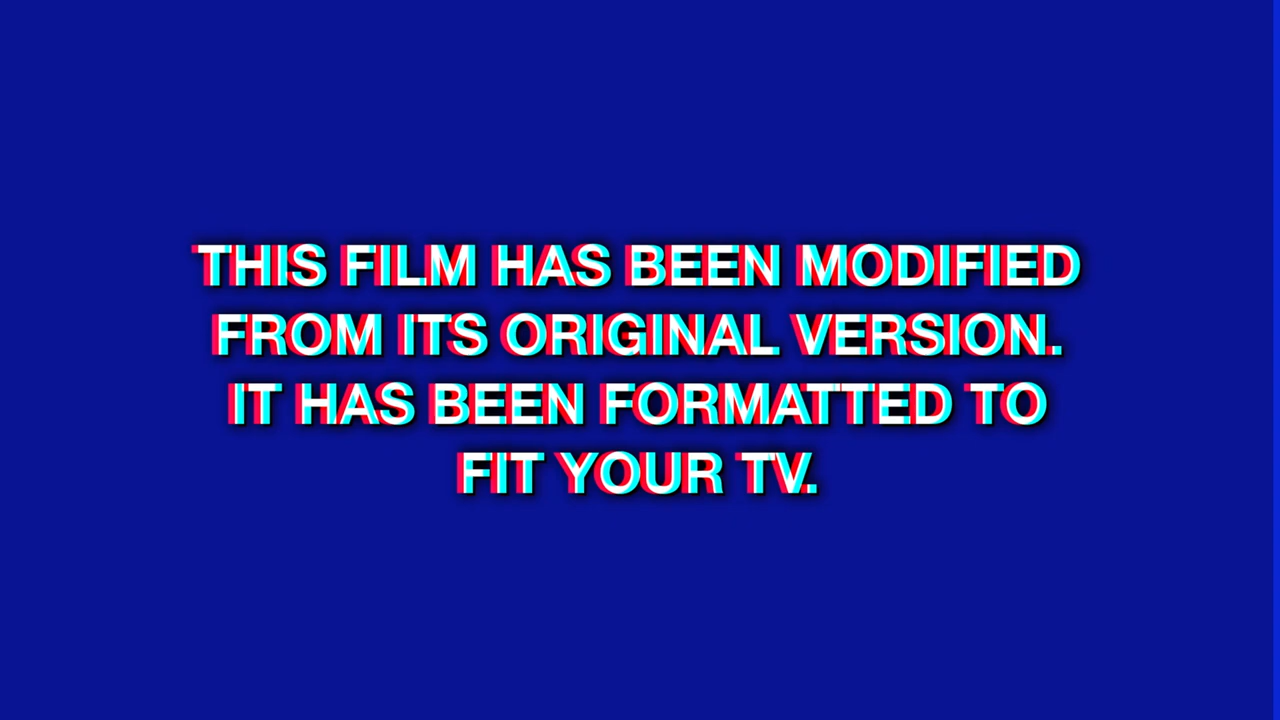 THIS FILM HAS BEEN MODIFIED
FROM ITS ORIGINAL VERSION.
IT HAS BEEN FORMATTED TO
FIT YOUR TV.